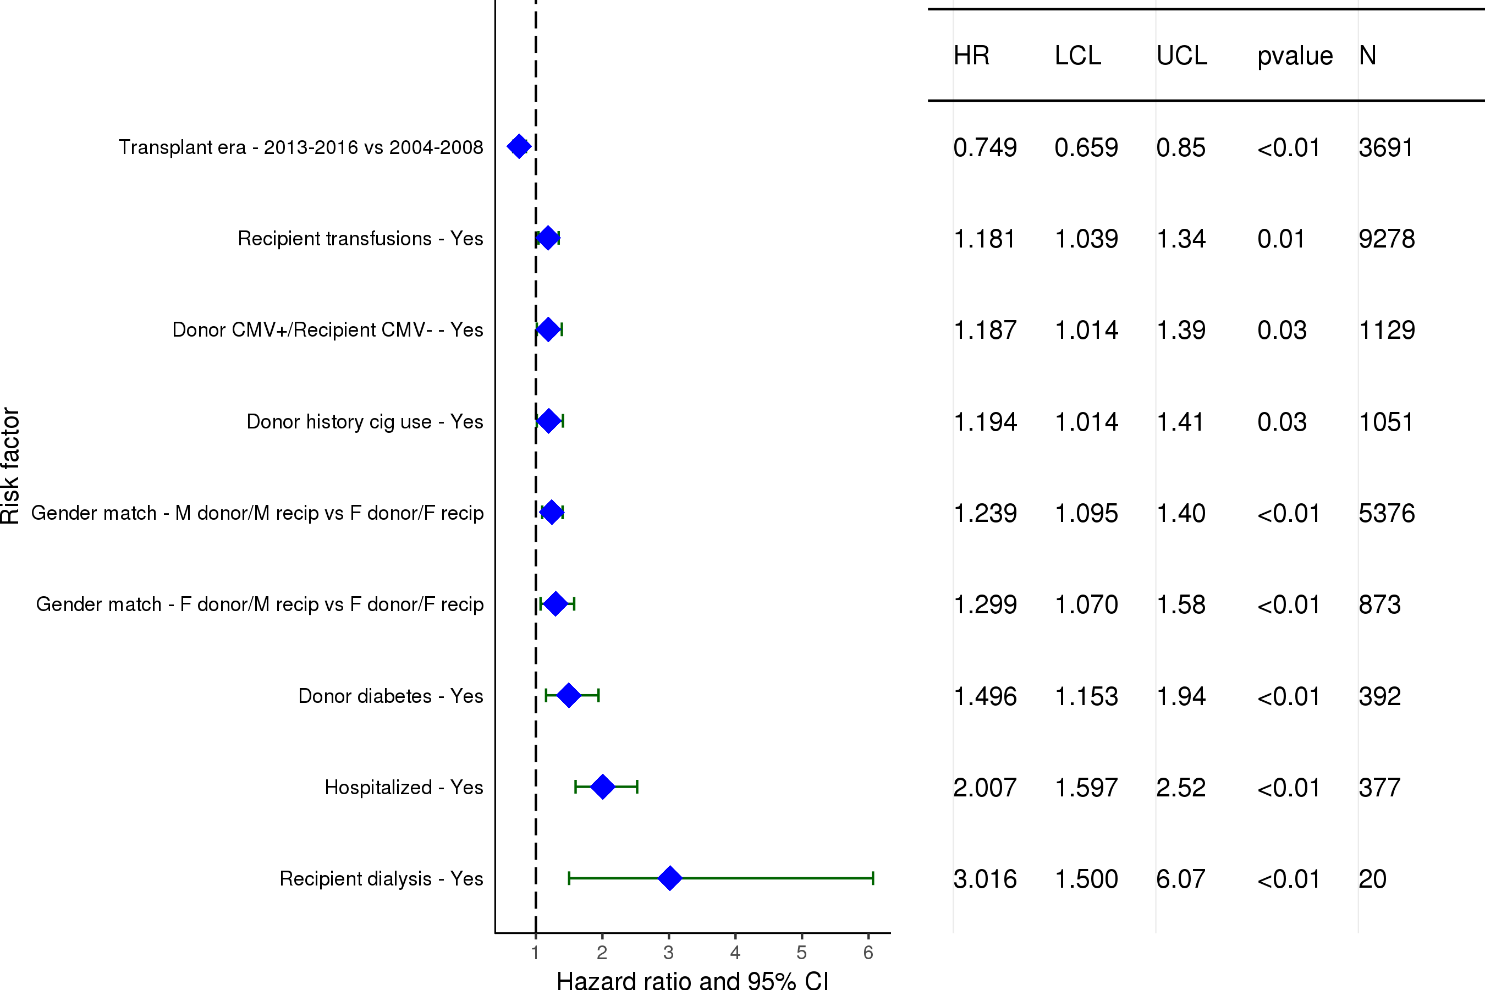 HR LCL UCL pvalue N
Transplant era - 2013-2016 vs 2004-2008 0.749 0.659 0.85 <0.01 3691
Recipient transfusions - Yes 1.181 1.039 1.34 0.01 9278
Donor CMV+/Recipient CMV- - Yes 1.187 1.014 1.39 0.03 1129
Donor history cig use - Yes 1.194 1.014 1.41 0.03 1051
Gender match - M donor/M recip vs F donor/F recip 1.239 1.095 1.40 <0.01 5376
Gender match - F donor/M recip vs F donor/F recip 1.299 1.070 1.58 <0.01 873
Donor diabetes - Yes 1.496 1.153 1.94 <0.01 392
Hospitalized - Yes 2.007 1.597 2.52 <0.01 377
Recipient dialysis - Yes 3.016 1.500 6.07 <0.01 20
Risk factor
1 2 3 4 5 6
Hazard ratio and 95% CI